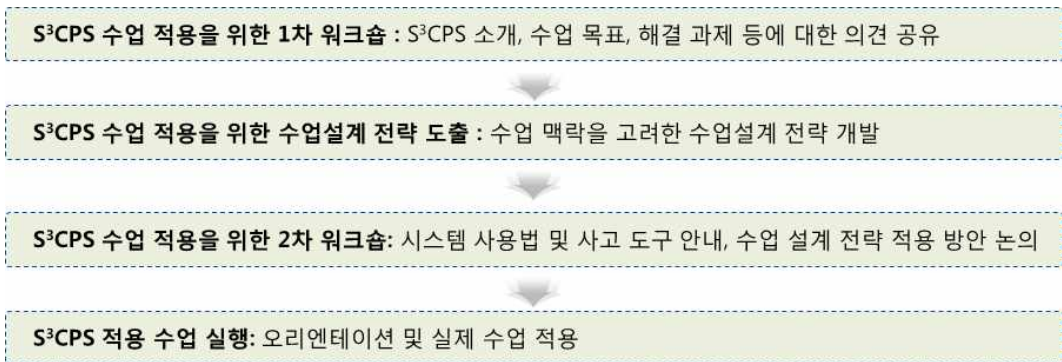 S³CPS 수업 적용을 위한 1차 워크숍 : S³CPS 소개, 수업 목표, 해결 과제 등에 대한 의견 공유
S³CPS 수업 적용을 위한 수업설계 전략 도출 : 수업 맥락을 고려한 수업설계 전략 개발
S³CPS 수업 적용을 위한 2차 워크숍: 시스템 사용법 및 사고 도구 안내, 수업 설계 전략 적용 방안 논의
S³CPS 적용 수업 실행: 오리엔테이션 및 실제 수업 적용